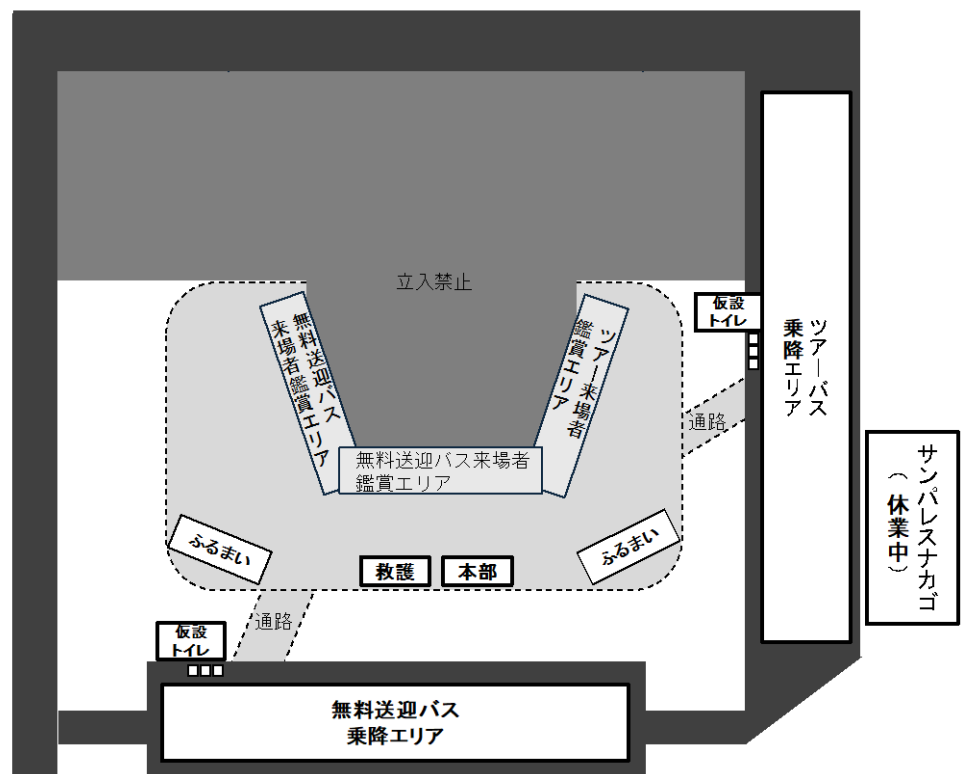 立入禁止
無料送迎バス
来場者鑑賞エリア
ツアー来場者
鑑賞エリア
無料送迎バス来場者
鑑賞エリア
仮設
トイレ
ツアーバス
乗降エリア
通路
サンパレスナカゴ
（休業中）
ふるまい
救護
本部
ふるまい
通路
仮設
トイレ
無料送迎バス
乗降エリア